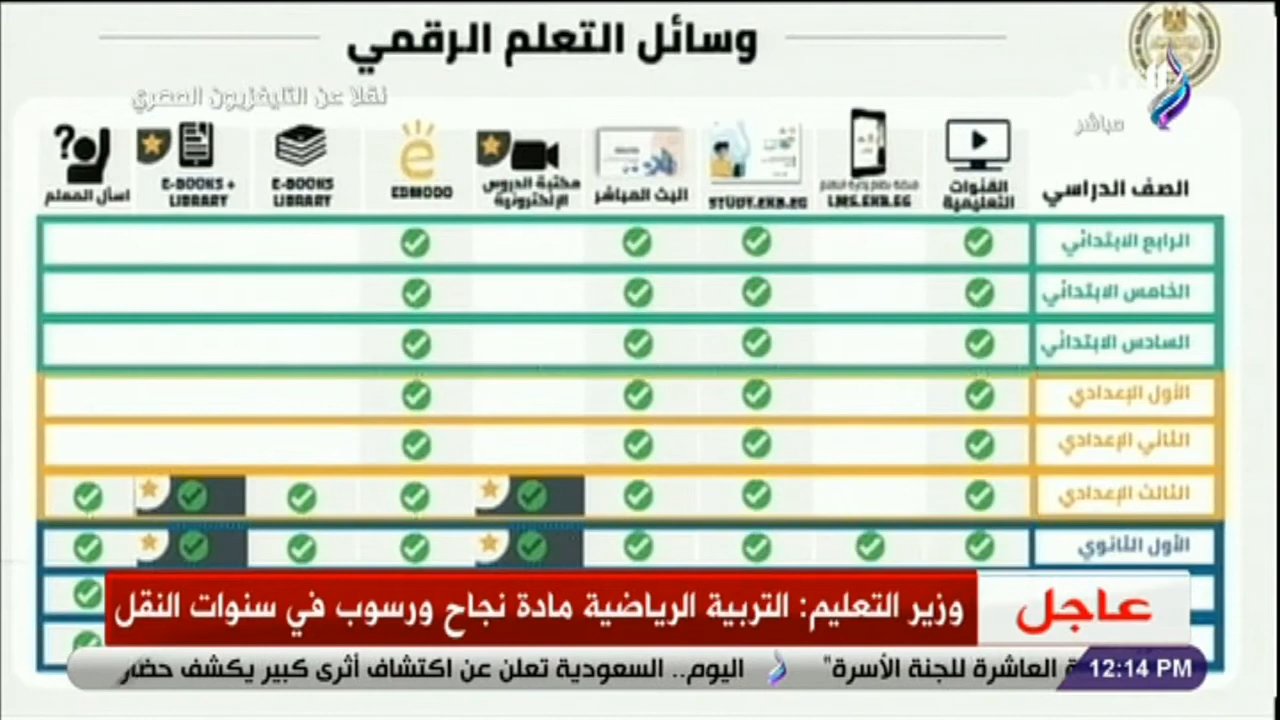 وسائل التعلم الرقمي
نقلا عن التليفزيون المصري
مباشر
الصف الدراسي
القنوات التعليمية
LMS.EKB.EG
STUDY.EKB.EG
البث المباشر
مكتبة الدروس الإلكترونية
EDMODO
E-BOOKS LIBRARY
E-BOOKS + LIBRARY
اسأل المعلم
الرابع الابتدائي
الخامس الابتدائي
السادس الابتدائي
الأول الإعدادي
الثاني الإعدادي
الثالث الإعدادي
الأول الثانوي
عاجل
وزير التعليم: التربية الرياضية مادة نجاح ورسوب في سنوات النقل
12:14 PM
العاشرة للجنة الأسرة" اليوم.. السعودية تعلن عن اكتشاف أثري كبير يكشف حضار